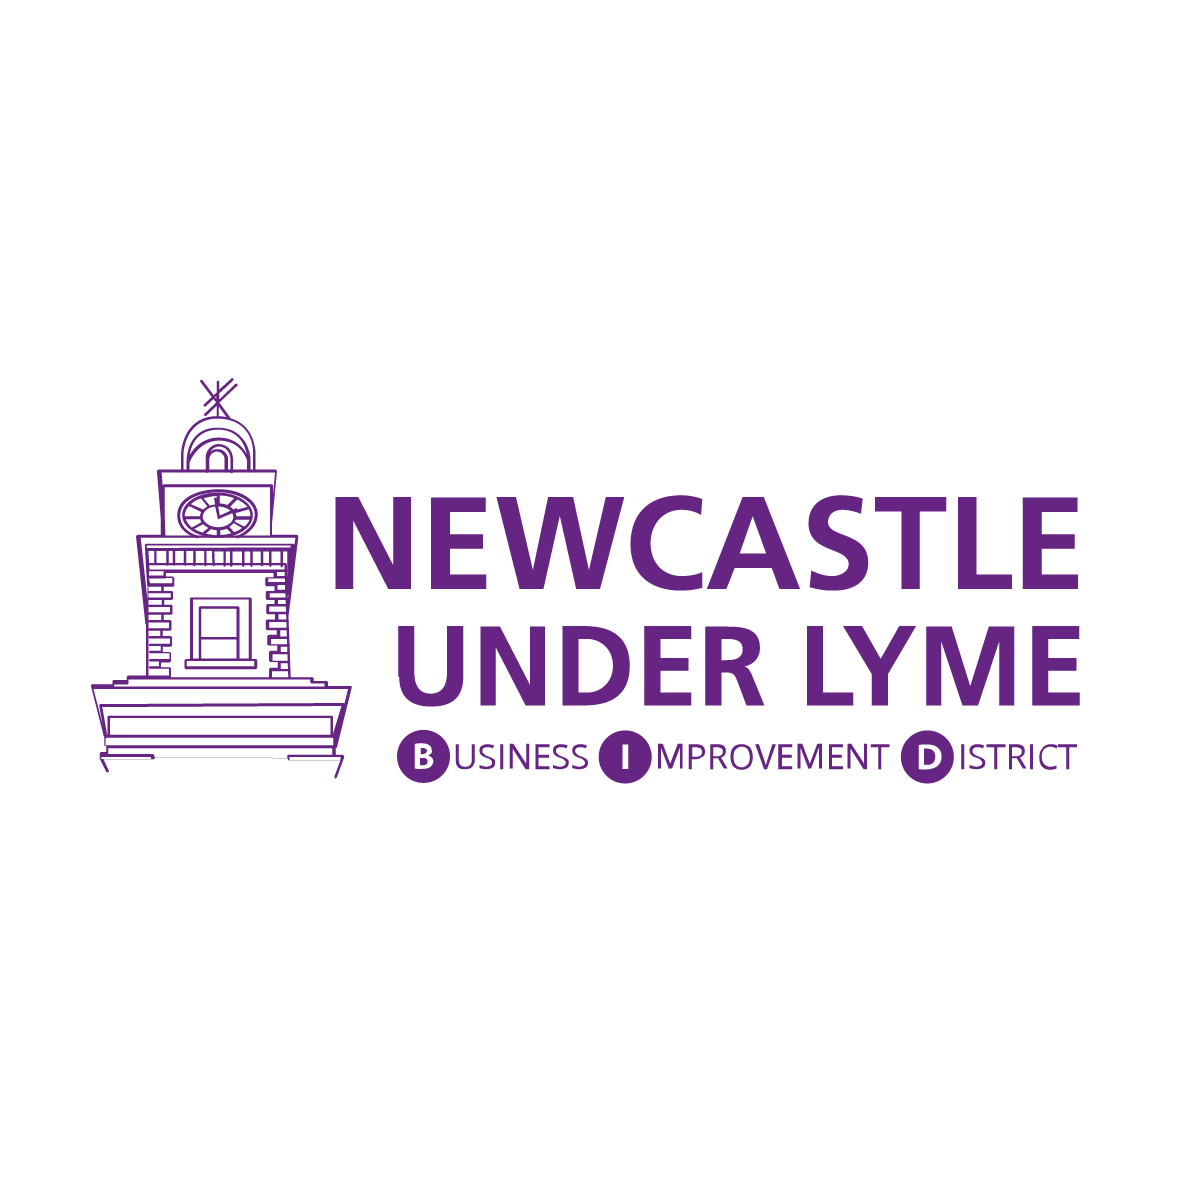 NEWCASTLE
UNDER LYME
BUSINESS IMPROVEMENT DISTRICT